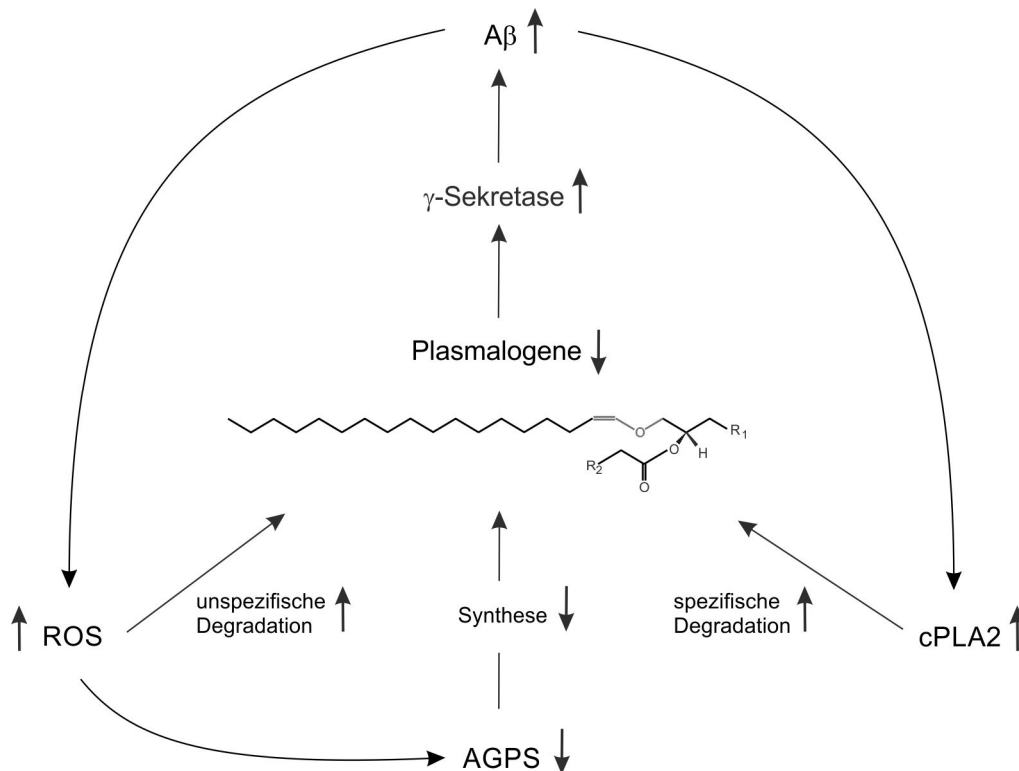 Aβ
γ-Sekretase
Plasmalogene
O
R1
R2
O
H
O
unspezifische
Degradation
Synthese
spezifische
Degradation
ROS
cPLA2
AGPS